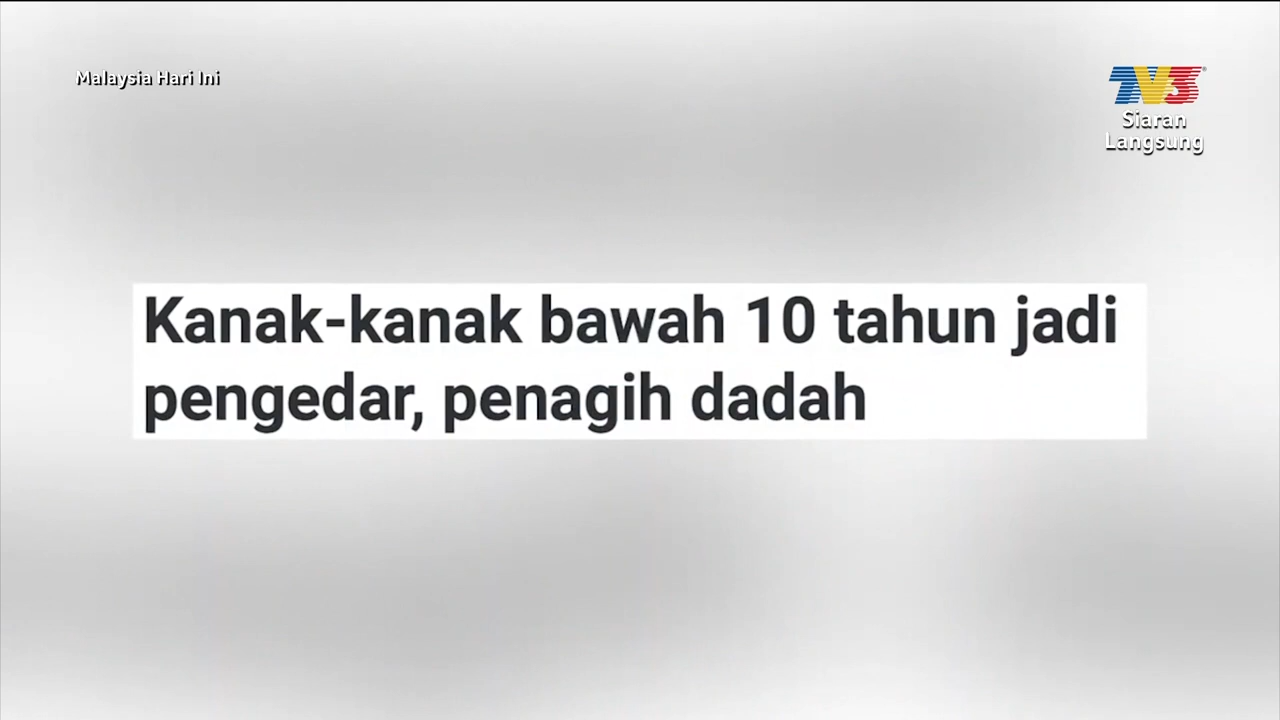 Malaysia Hari Ini
TV3
Siaran
Langsung
Kanak-kanak bawah 10 tahun jadi
pengedar, penagih dadah